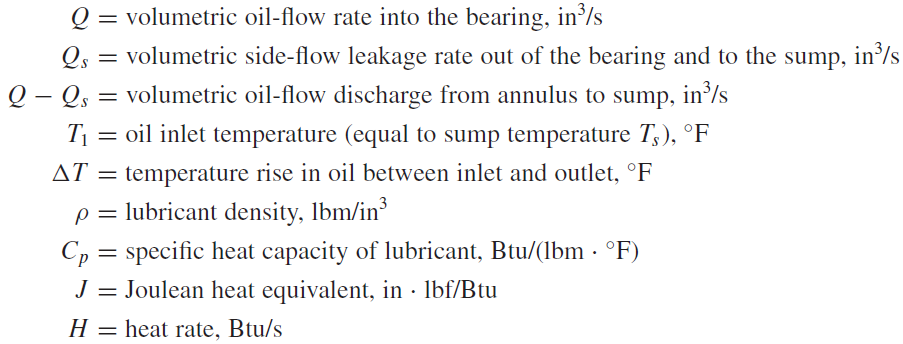 Q = volumetric oil-flow rate into the bearing, in³/s
Qₛ = volumetric side-flow leakage rate out of the bearing and to the sump, in³/s
Q − Qₛ = volumetric oil-flow discharge from annulus to sump, in³/s
T₁ = oil inlet temperature (equal to sump temperature Tₛ), °F
ΔT = temperature rise in oil between inlet and outlet, °F
ρ = lubricant density, lbm/in³
Cₚ = specific heat capacity of lubricant, Btu/(lbm · °F)
J = Joulean heat equivalent, in · lbf/Btu
H = heat rate, Btu/s